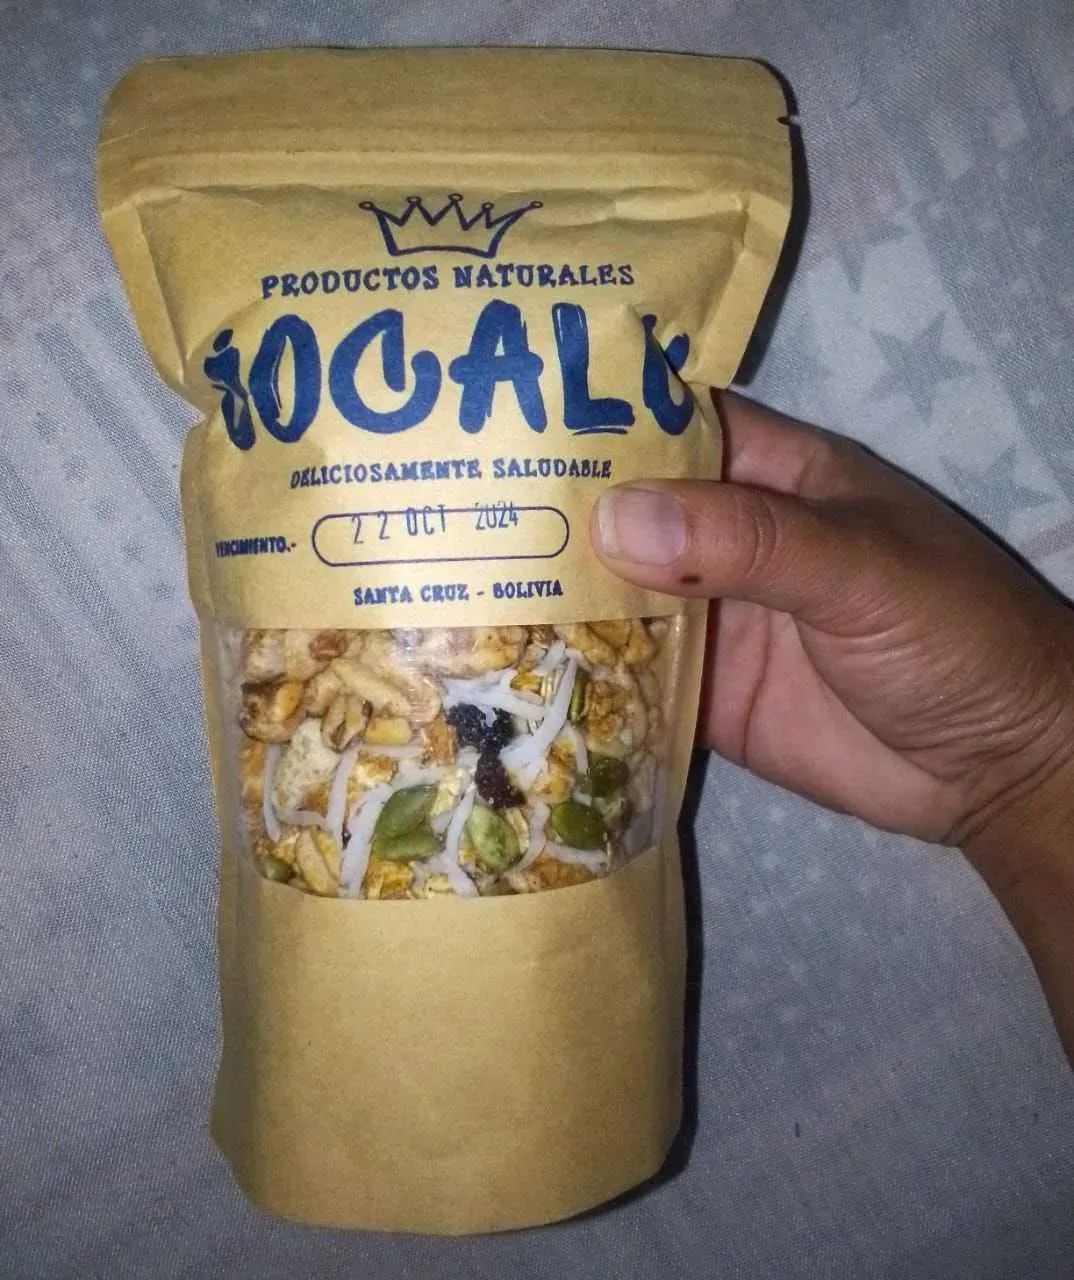 PRODUCTOS NATURALES
DELICIOSAMENTE SALUDABLE
VENCIMIENTO.- 22 OCT 2024
SANTA CRUZ - BOLIVIA